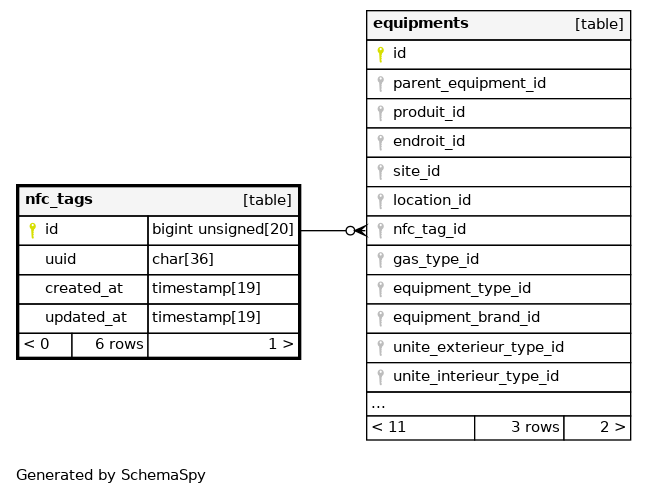 equipments [table]
id
parent_equipment_id
produit_id
endroit_id
site_id
location_id
nfc_tag_id
gas_type_id
equipment_type_id
equipment_brand_id
unite_exterieur_type_id
unite_interieur_type_id
...
< 11 3 rows 2 >
nfc_tags [table]
id bigint unsigned[20]
uuid char[36]
created_at timestamp[19]
updated_at timestamp[19]
< 0 6 rows 1 >
Generated by SchemaSpy